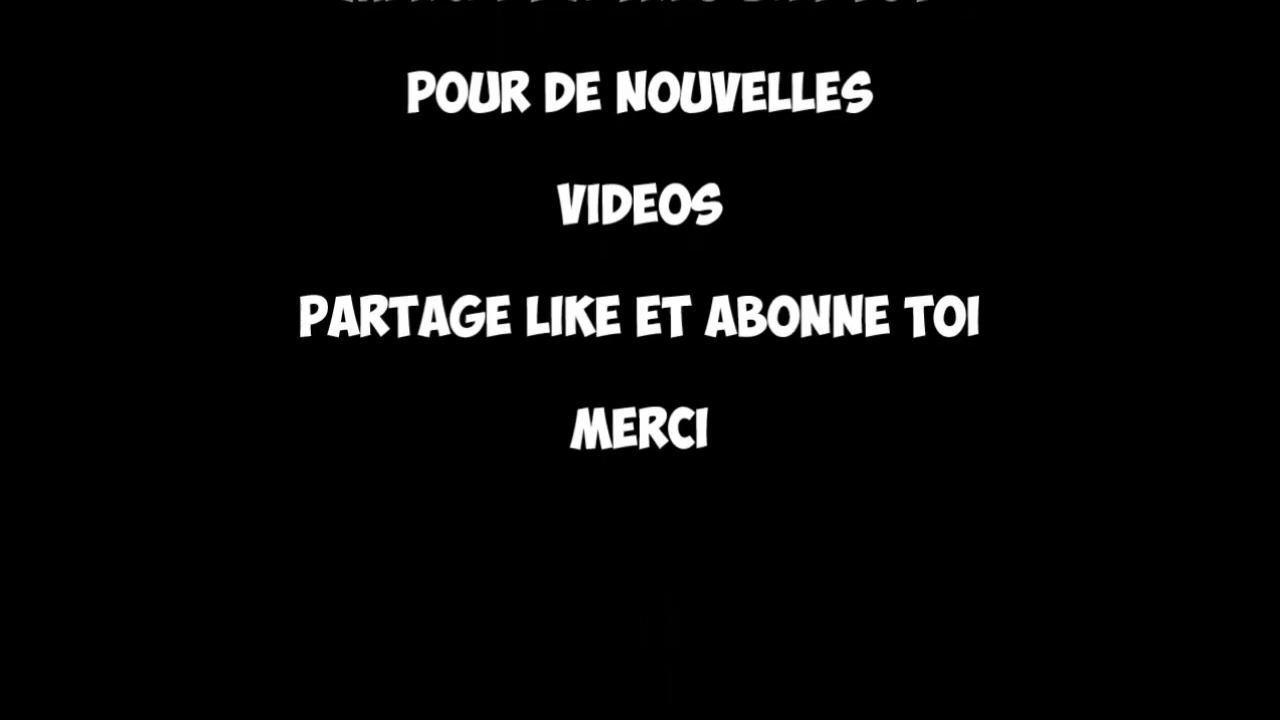 POUR DE NOUVELLES
VIDEOS
PARTAGE LIKE ET ABONNE TOI
MERCI